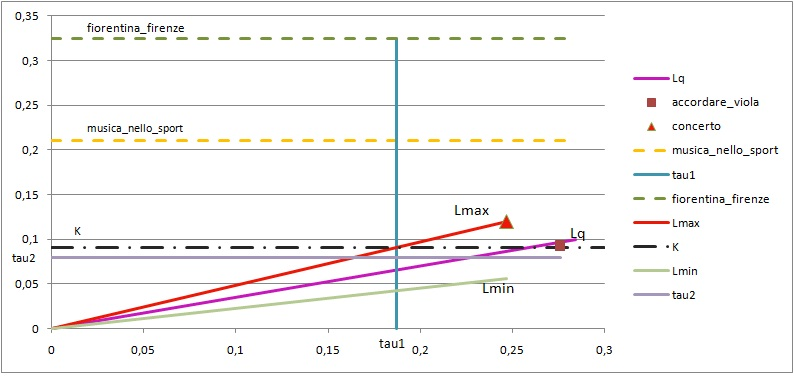 0,35
fiorentina_firenze
0,3
0,25
musica_nello_sport
0,2
0,15
Lmax
K
0,1
Lq
tau2
0,05
Lmin
0
tau1
0
0,05
0,1
0,15
0,2
0,25
0,3
Lq
accordare_viola
concerto
musica_nello_sport
tau1
fiorentina_firenze
Lmax
K
Lmin
tau2